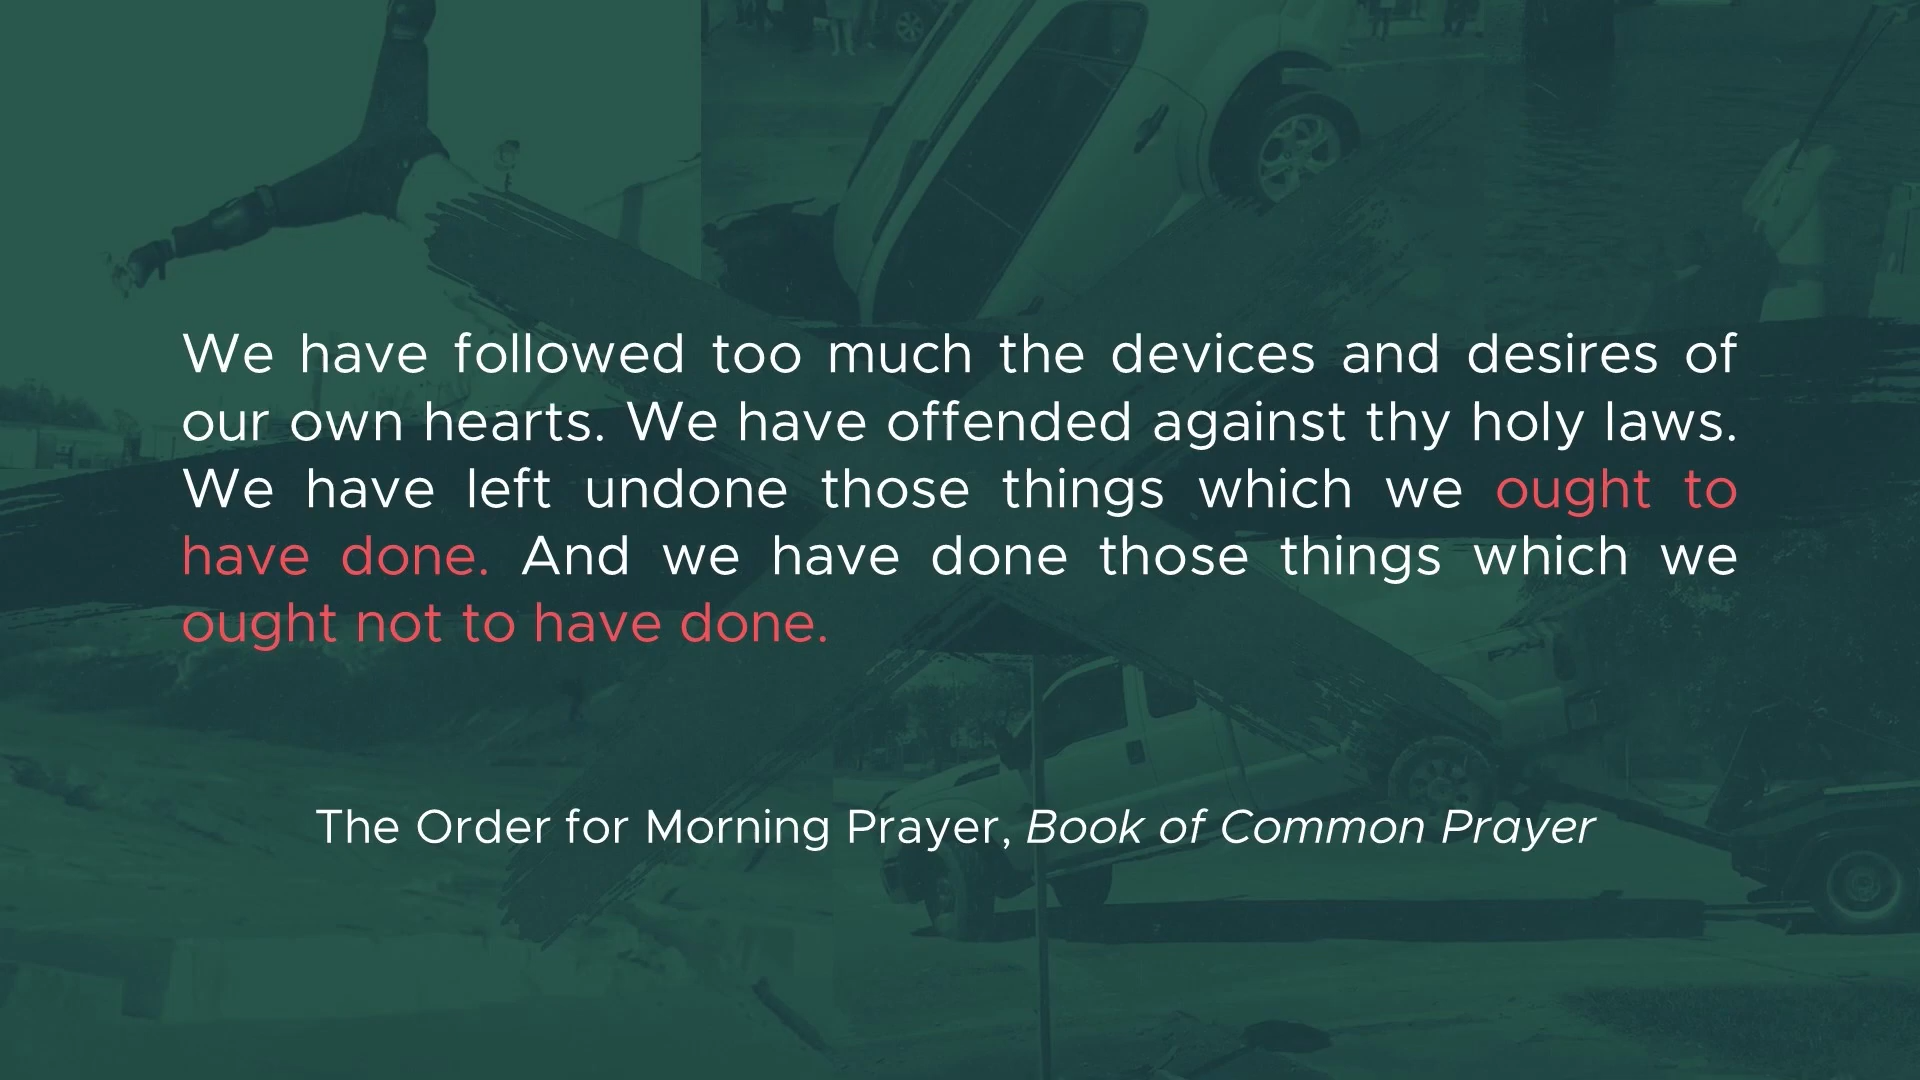 We have followed too much the devices and desires of
our own hearts. We have offended against thy holy laws.
We have left undone those things which we ought to
have done. And we have done those things which we
ought not to have done.
The Order for Morning Prayer, Book of Common Prayer